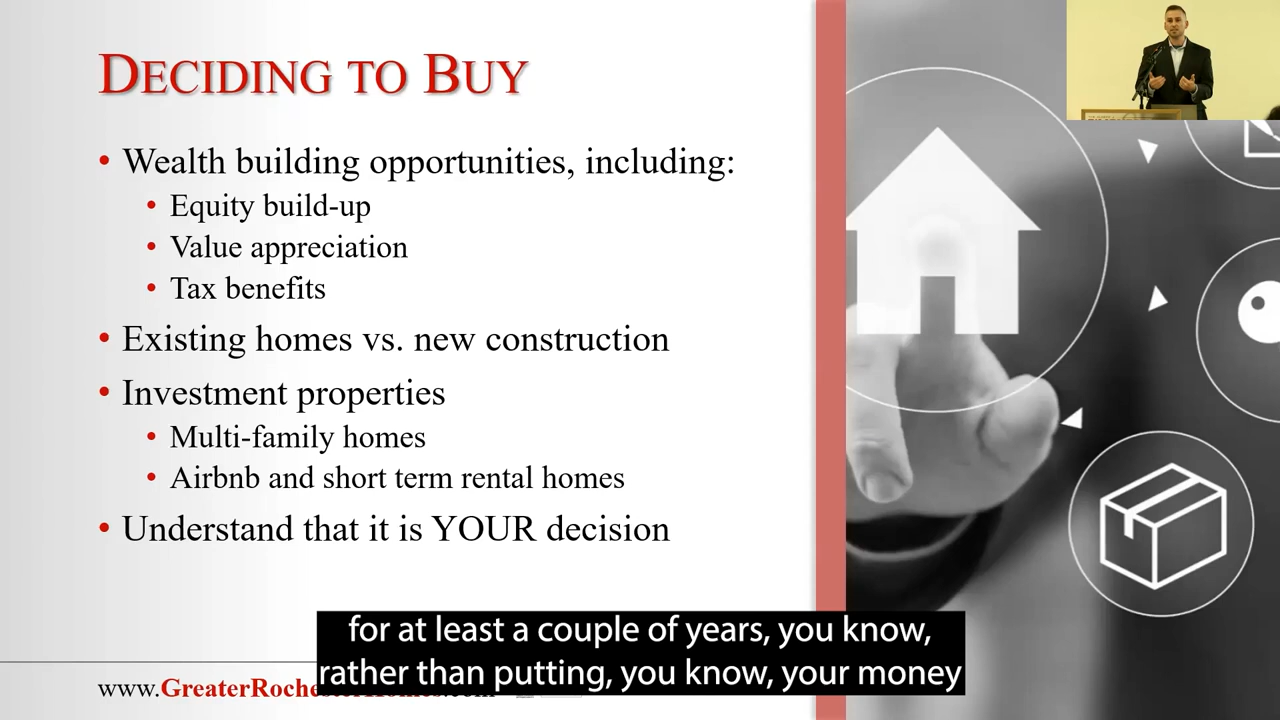 DECIDING TO BUY
• Wealth building opportunities, including:
• Equity build-up
• Value appreciation
• Tax benefits
• Existing homes vs. new construction
• Investment properties
• Multi-family homes
• Airbnb and short term rental homes
• Understand that it is YOUR decision
for at least a couple of years, you know,
rather than putting, you know, your money
www.GreaterRochesterHomes.com